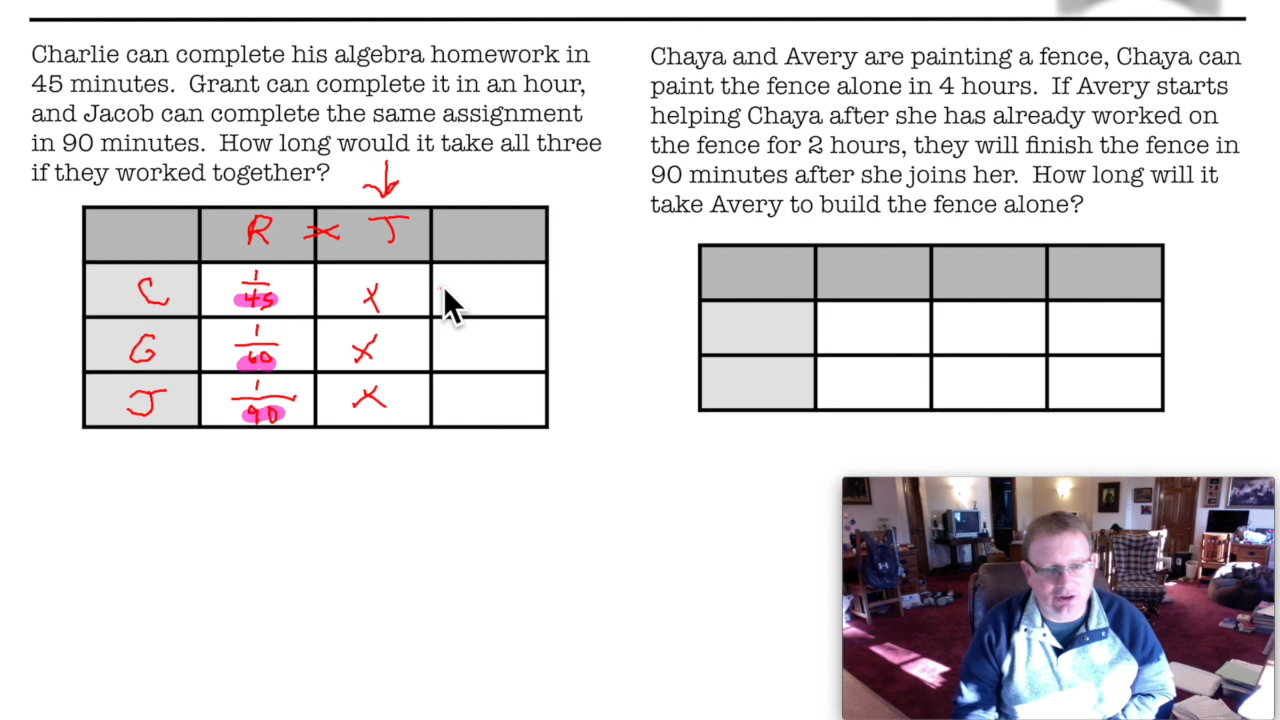 Charlie can complete his algebra homework in
45 minutes. Grant can complete it in an hour,
and Jacob can complete the same assignment
in 90 minutes. How long would it take all three
if they worked together?
R × T
C 1/45 x
G 1/60 x
J 1/90 x
Chaya and Avery are painting a fence, Chaya can
paint the fence alone in 4 hours. If Avery starts
helping Chaya after she has already worked on
the fence for 2 hours, they will finish the fence in
90 minutes after she joins her. How long will it
take Avery to build the fence alone?